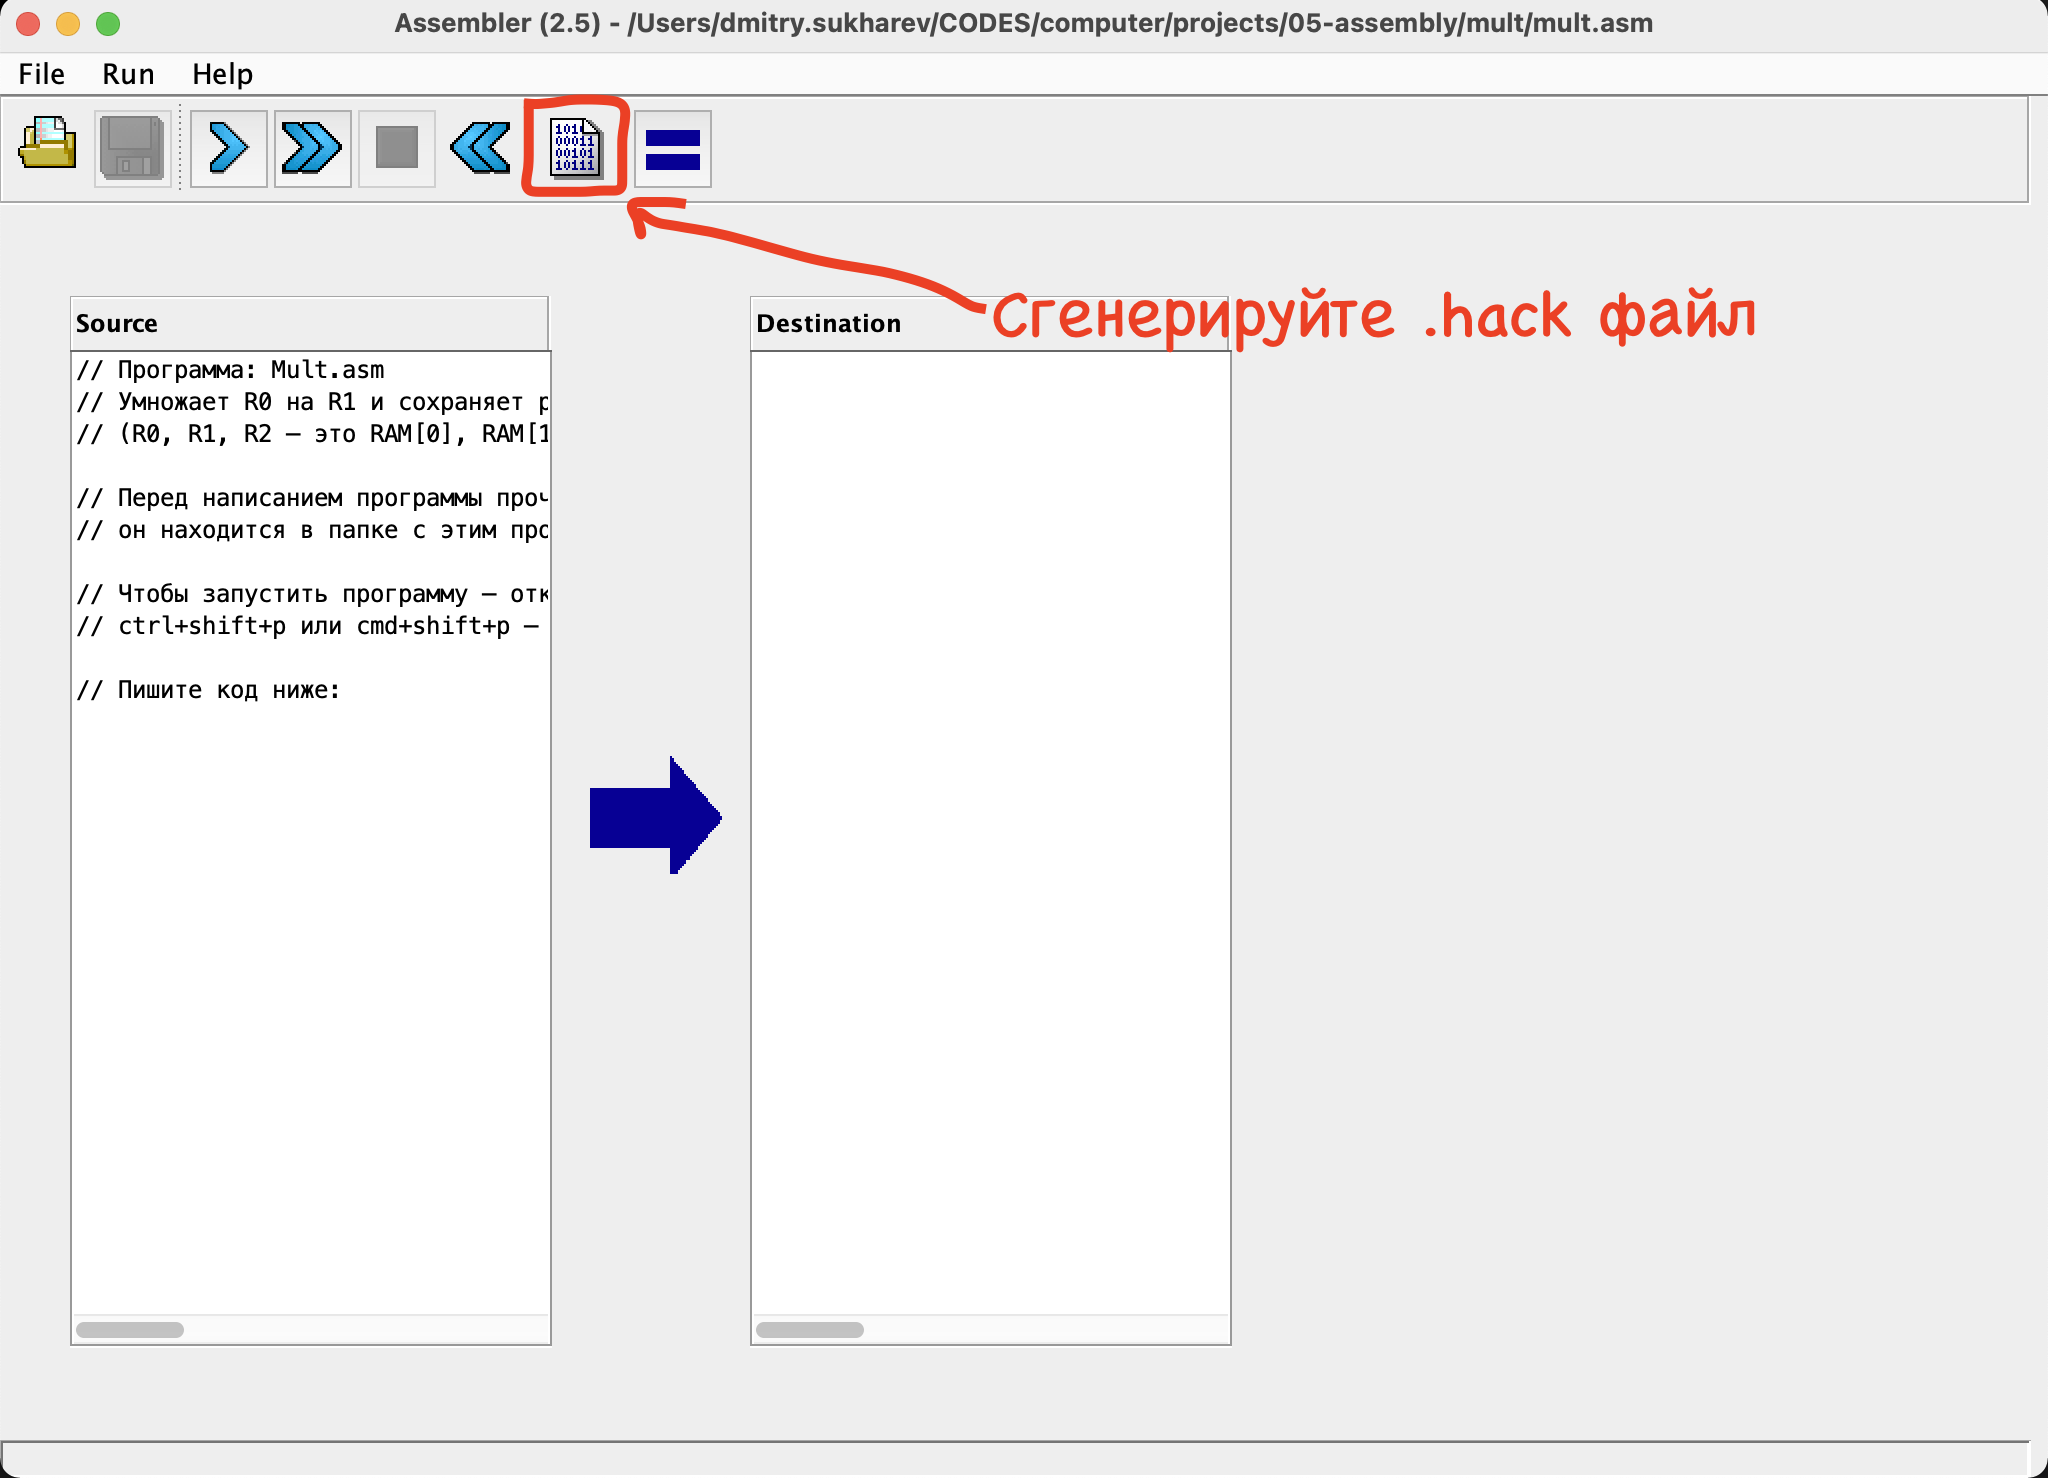 Assembler (2.5) - /Users/dmitry.sukharev/CODES/computer/projects/05-assembly/mult/mult.asm
File Run Help
1010
00011
00101
10111
Сгенерируйте .hack файл
Source
// Программа: Mult.asm
// Умножает R0 на R1 и сохраняет р
// (R0, R1, R2 — это RAM[0], RAM[1
// Перед написанием программы проч
// он находится в папке с этим про
// Чтобы запустить программу — отк
// ctrl+shift+p или cmd+shift+p —
// Пишите код ниже:
Destination